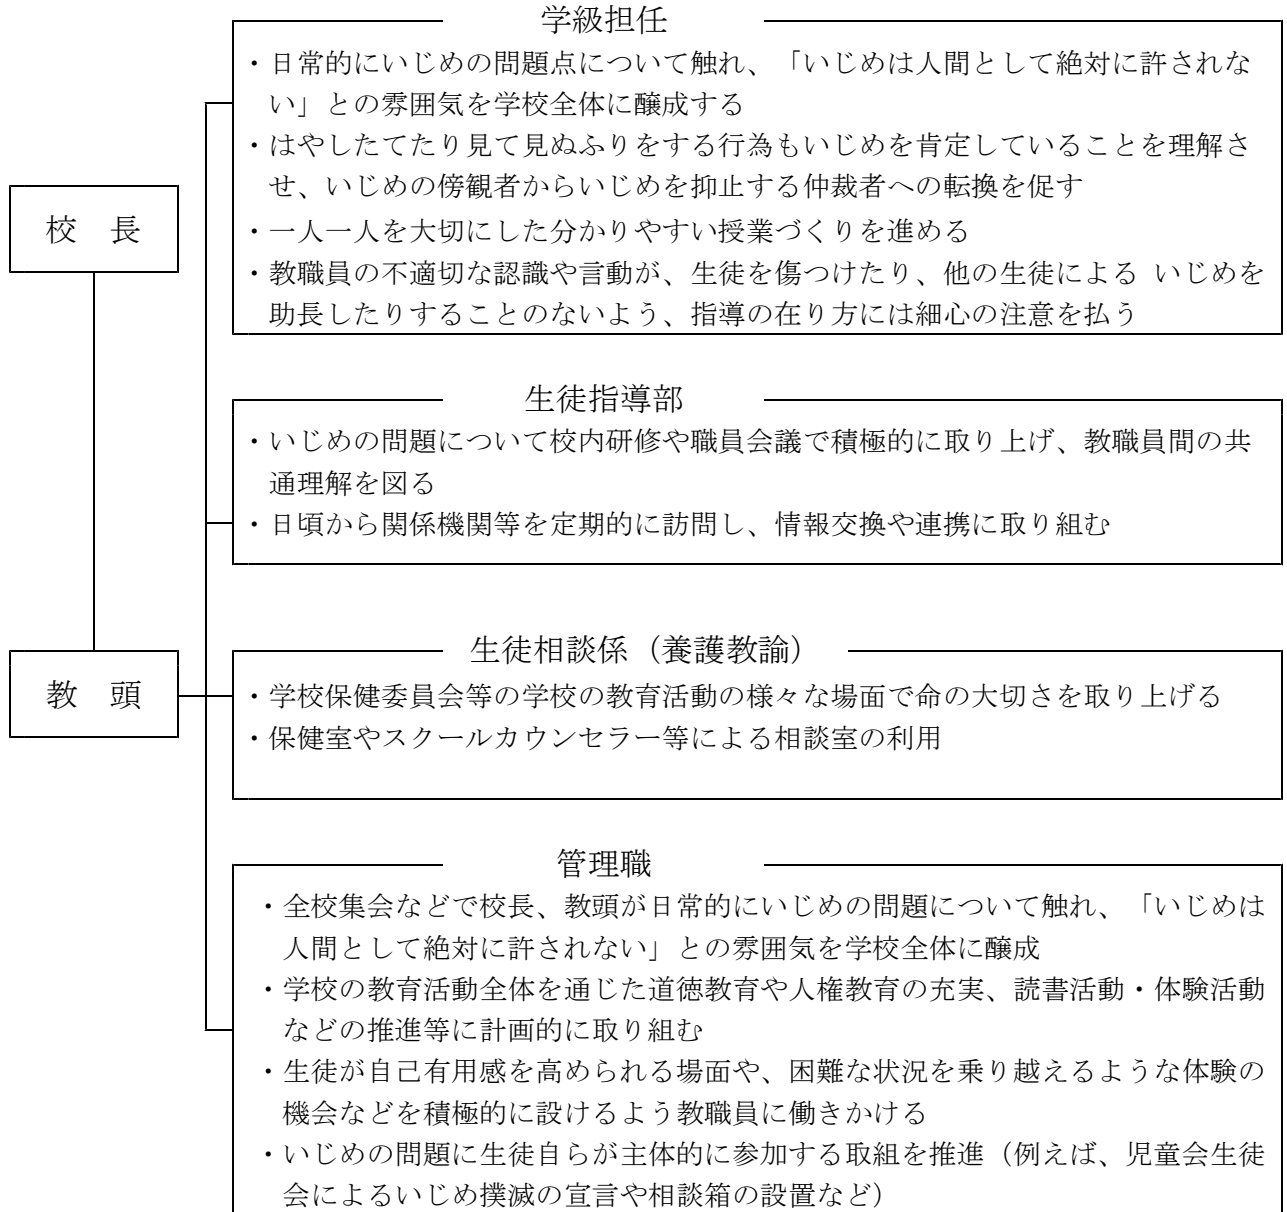 学級担任
・日常的にいじめの問題点について触れ、「いじめは人間として絶対に許されな
い」との雰囲気を学校全体に醸成する
・はやしたてたり見て見ぬふりをする行為もいじめを肯定していることを理解さ
せ、いじめの傍観者からいじめを抑止する仲裁者への転換を促す
・一人一人を大切にした分かりやすい授業づくりを進める
・教職員の不適切な認識や言動が、生徒を傷つけたり、他の生徒による いじめを
助長したりすることのないよう、指導の在り方には細心の注意を払う
校 長
生徒指導部
・いじめの問題について校内研修や職員会議で積極的に取り上げ、教職員間の共
通理解を図る
・日頃から関係機関等を定期的に訪問し、情報交換や連携に取り組む
教 頭
生徒相談係（養護教諭）
・学校保健委員会等の学校の教育活動の様々な場面で命の大切さを取り上げる
・保健室やスクールカウンセラー等による相談室の利用
管理職
・全校集会などで校長、教頭が日常的にいじめの問題について触れ、「いじめは
人間として絶対に許されない」との雰囲気を学校全体に醸成
・学校の教育活動全体を通じた道徳教育や人権教育の充実、読書活動・体験活動
などの推進等に計画的に取り組む
・生徒が自己有用感を高められる場面や、困難な状況を乗り越えるような体験の
機会などを積極的に設けるよう教職員に働きかける
・いじめの問題に生徒自らが主体的に参加する取組を推進（例えば、児童会生徒
会によるいじめ撲滅の宣言や相談箱の設置など）